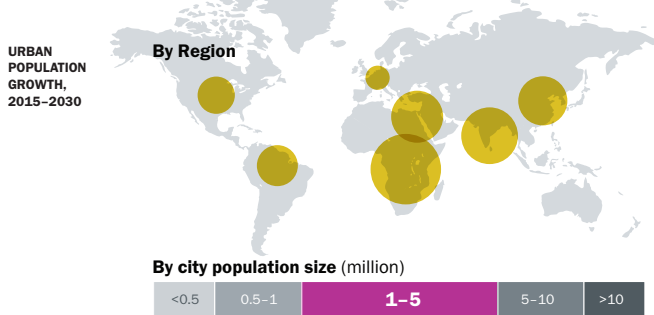 URBAN
POPULATION
GROWTH,
2015–2030
By Region
By city population size (million)
<0.5 0.5–1 1–5 5–10 >10